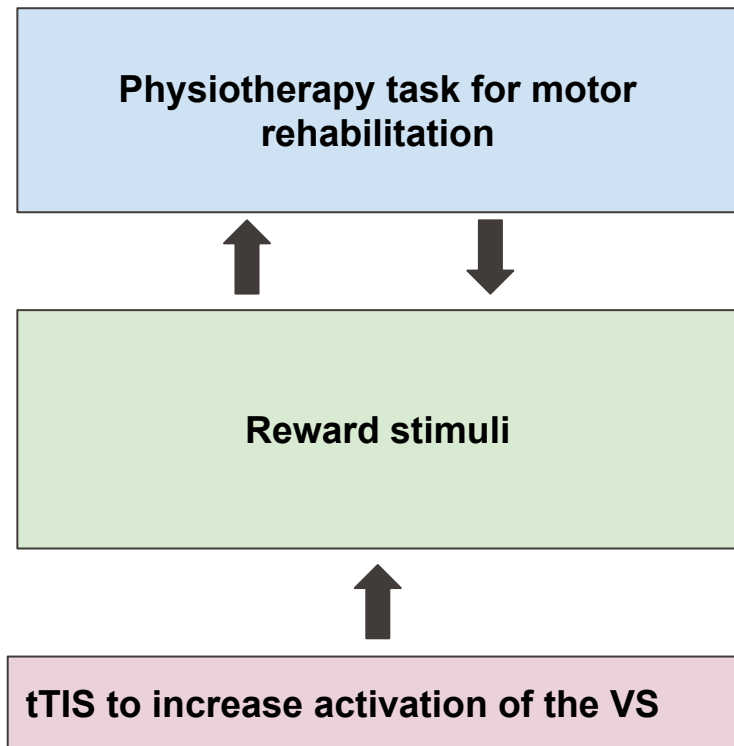 Physiotherapy task for motor
rehabilitation
Reward stimuli
tTIS to increase activation of the VS